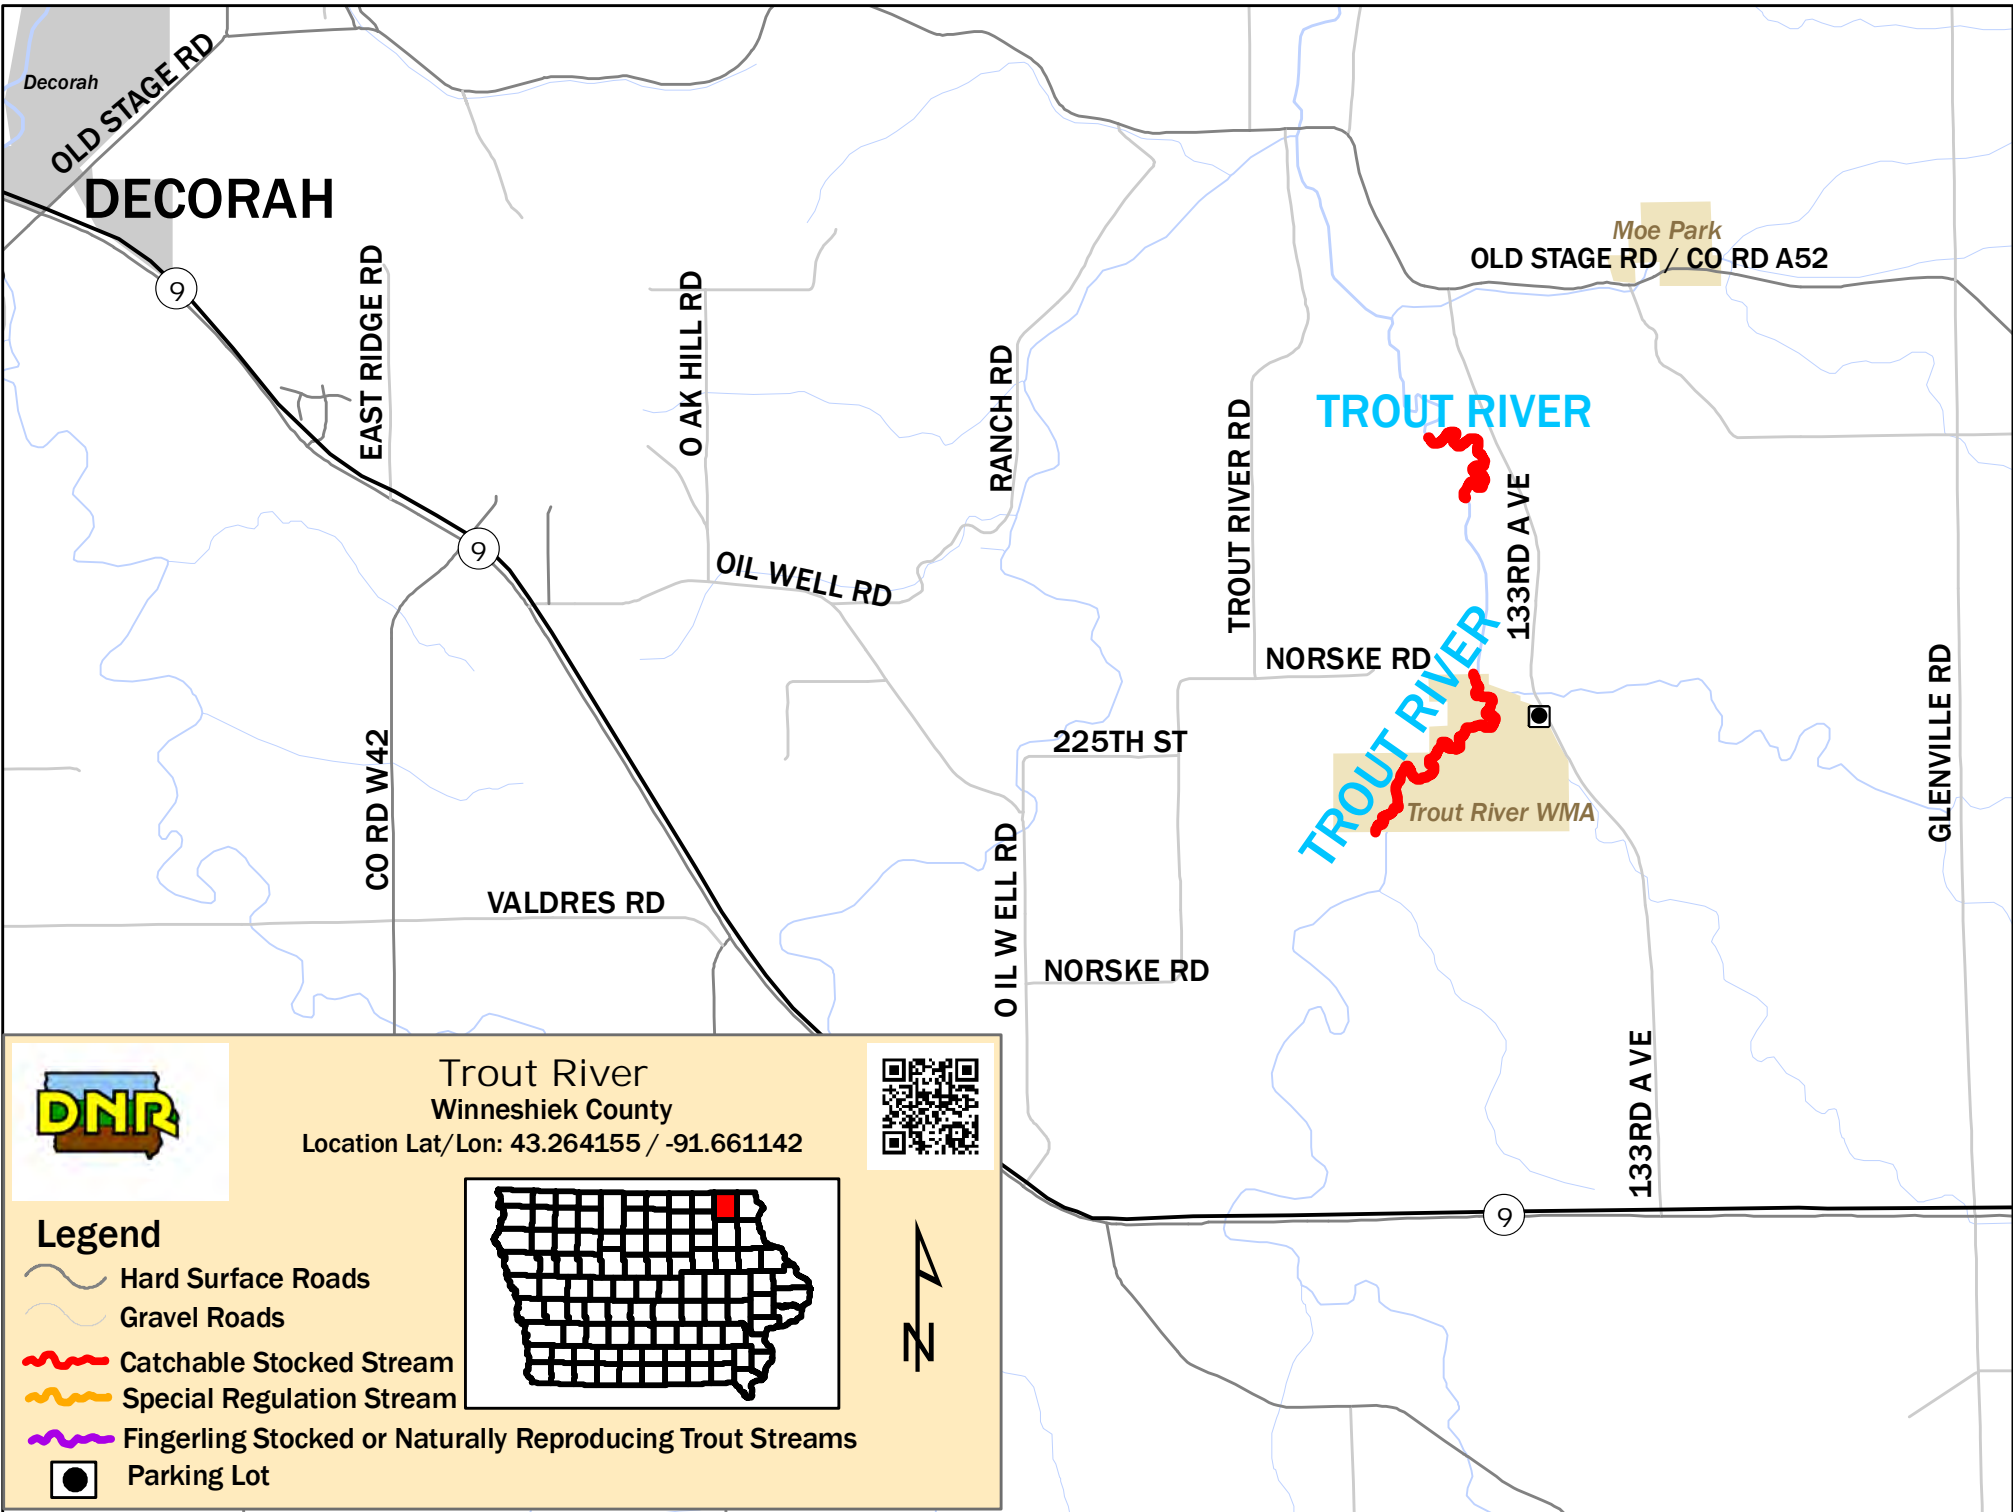 Decorah
OLD STAGE RD
DECORAH
9
EAST RIDGE RD
O AK HILL RD
RANCH RD
Moe Park
OLD STAGE RD / CO RD A52
TROUT RIVER
TROUT RIVER RD
133RD A VE
9
OIL WELL RD
TROUT RIVER
NORSKE RD
GLENVILLE RD
225TH ST
CO RD W42
Trout River WMA
VALDRES RD
O IL W ELL RD
NORSKE RD
133RD A VE
9
DNR
Trout River
Winneshiek County
Location Lat/Lon: 43.264155 / -91.661142
N
Legend
Hard Surface Roads
Gravel Roads
Catchable Stocked Stream
Special Regulation Stream
Fingerling Stocked or Naturally Reproducing Trout Streams
Parking Lot